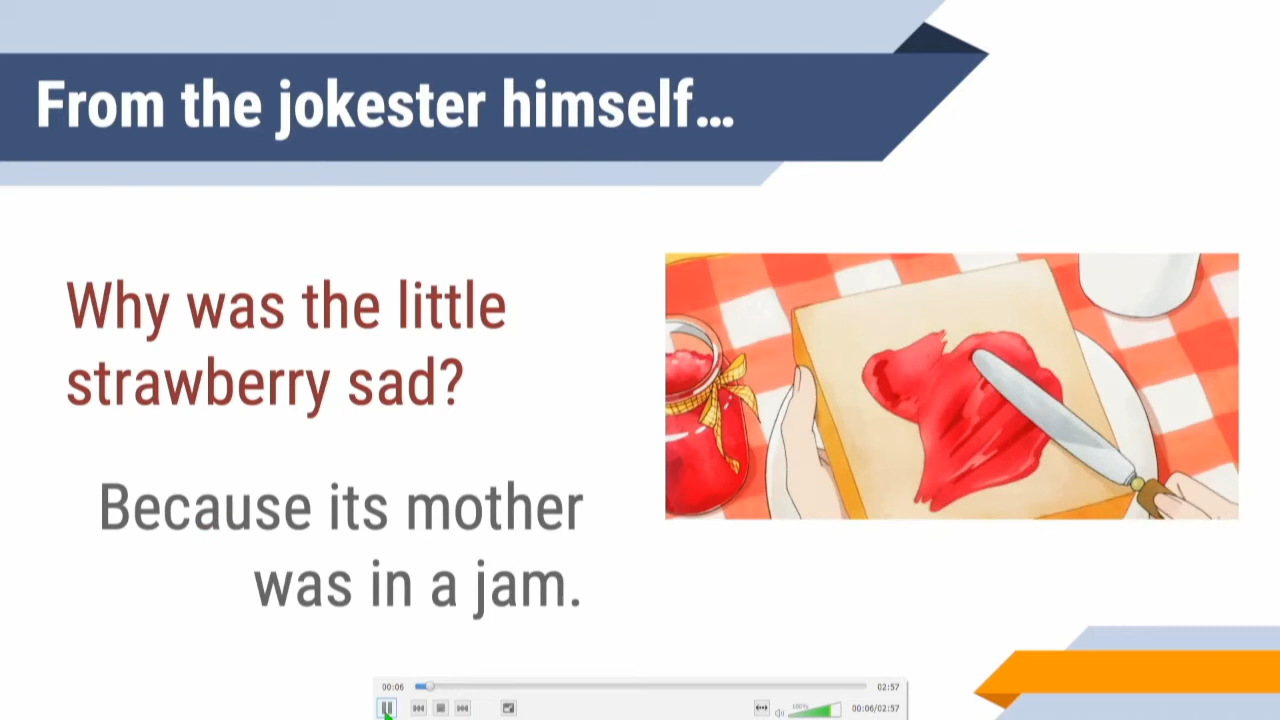 From the jokester himself…
Why was the little
strawberry sad?
Because its mother
was in a jam.
00:06
02:57
100%
00:06/02:57